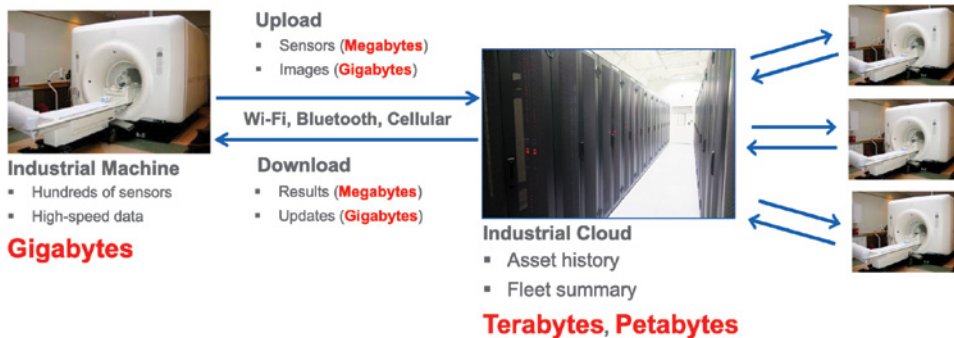 Upload
▪ Sensors (Megabytes)
▪ Images (Gigabytes)
Wi-Fi, Bluetooth, Cellular
Download
▪ Results (Megabytes)
▪ Updates (Gigabytes)
Industrial Machine
▪ Hundreds of sensors
▪ High-speed data
Gigabytes
Industrial Cloud
▪ Asset history
▪ Fleet summary
Terabytes, Petabytes